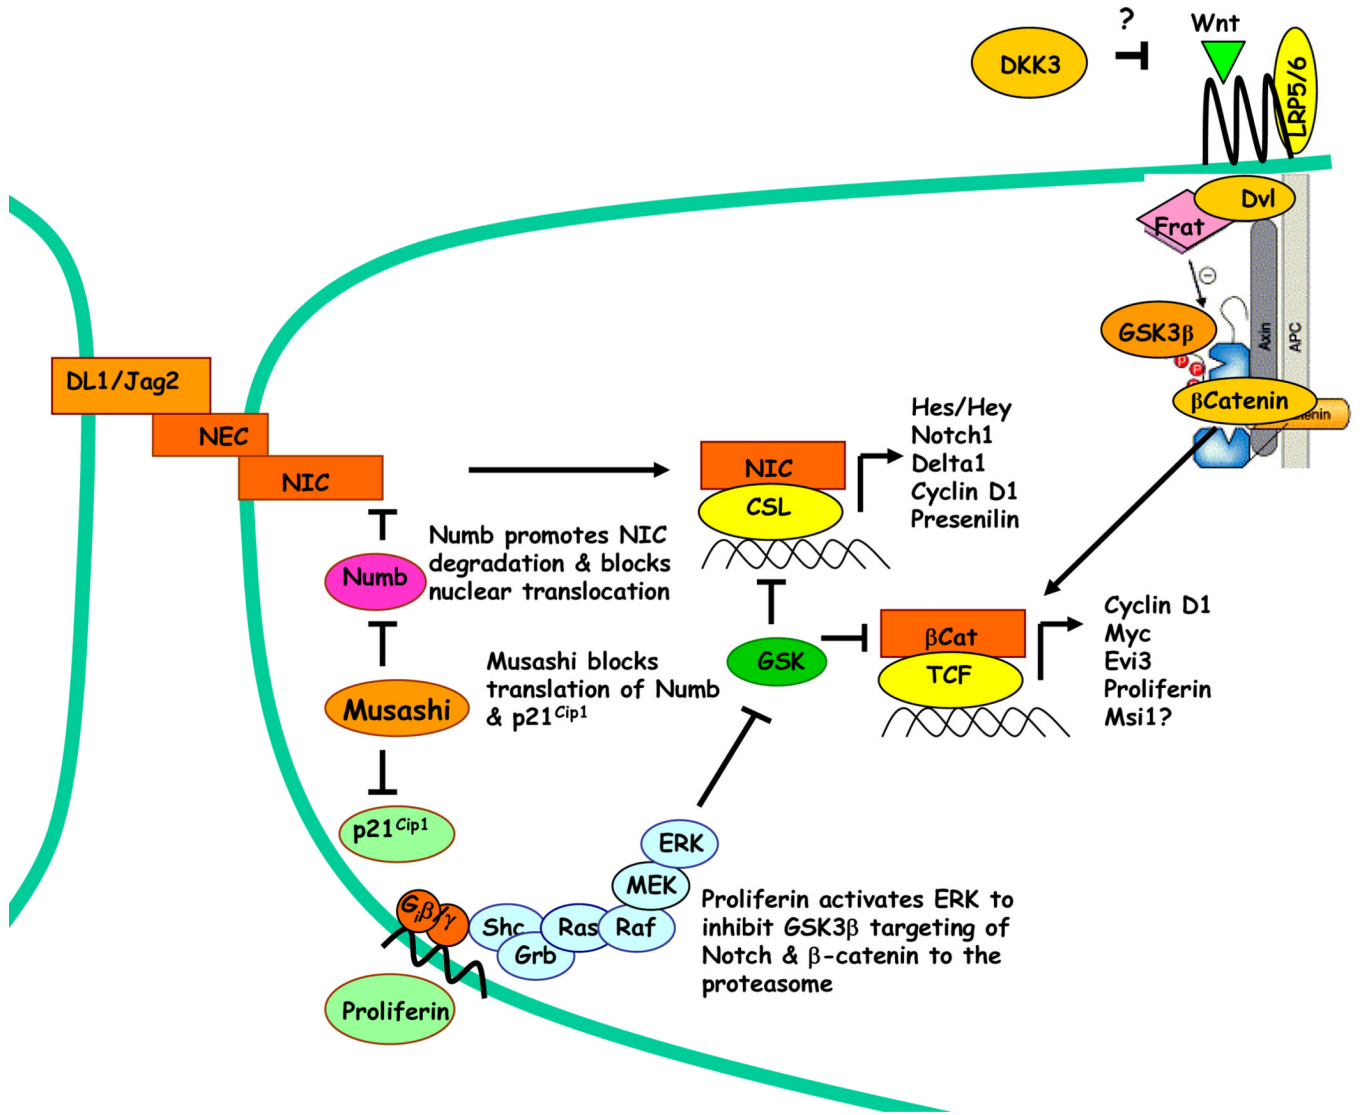 ?
Wnt
DKK3
LRP5/6
Dvl
Frat
−
GSK3β
Axin
APC
P
P
βCatenin
enin
DL1/Jag2
NEC
NIC
NIC
CSL
Hes/Hey
Notch1
Delta1
Cyclin D1
Presenilin
Numb promotes NIC
degradation & blocks
nuclear translocation
Numb
GSK
βCat
TCF
Cyclin D1
Myc
Evi3
Proliferin
Msi1?
Musashi blocks
translation of Numb
& p21Cip1
Musashi
p21Cip1
ERK
MEK
Giβ/γ
Shc
Grb
Ras
Raf
Proliferin activates ERK to
inhibit GSK3β targeting of
Notch & β-catenin to the
proteasome
Proliferin